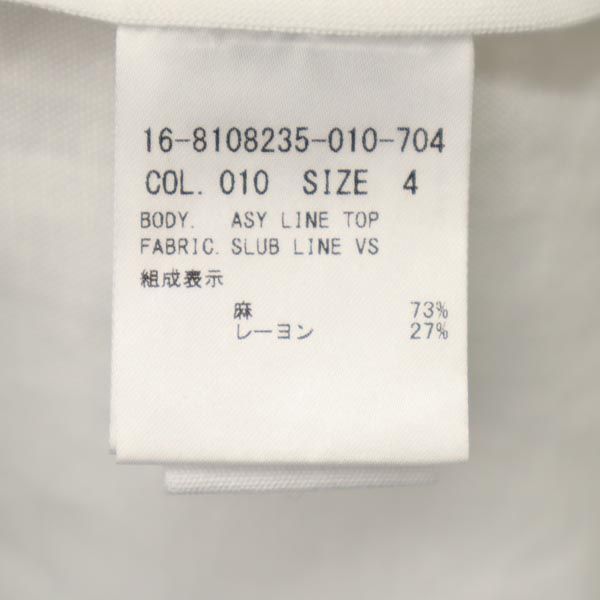 16-8108235-010-704
COL. 010 SIZE 4
BODY. ASY LINE TOP
FABRIC. SLUB LINE VS
組成表示
麻 73%
レーヨン 27%